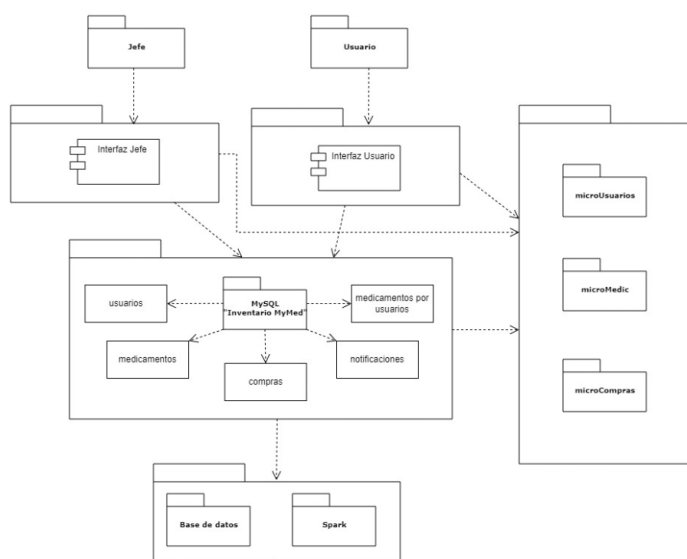 Jefe
Usuario
Interfaz Jefe
Interfaz Usuario
microUsuarios
microMedic
microCompras
usuarios
MySQL
"Inventario MyMed"
medicamentos por
usuarios
medicamentos
compras
notificaciones
Base de datos
Spark